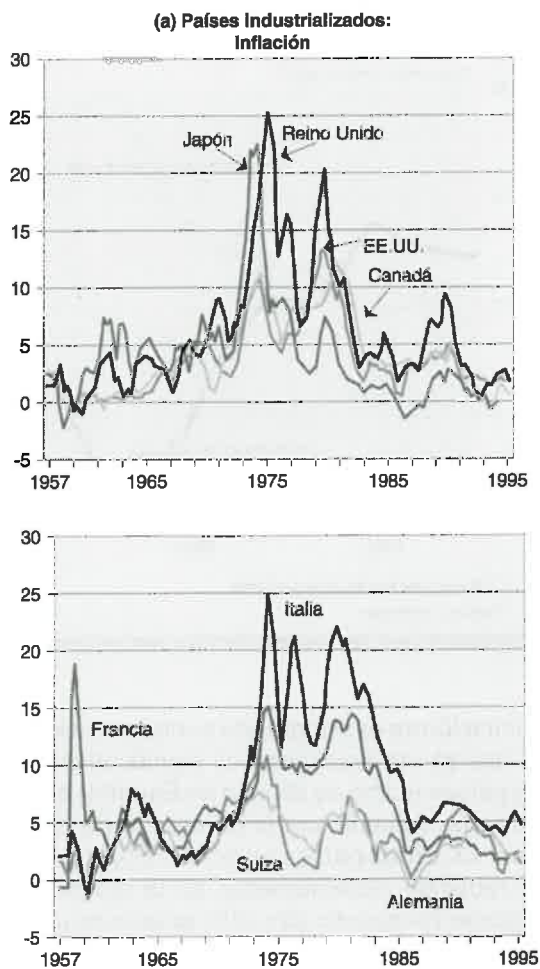 (a) Países Industrializados:
Inflación
30
25
20
15
10
5
0
-5
Japón
Reino Unido
EE.UU.
Canadá
1957 1965 1975 1985 1995
30
25
20
15
10
5
0
-5
Italia
Francia
Suiza
Alemania
1957 1965 1975 1985 1995